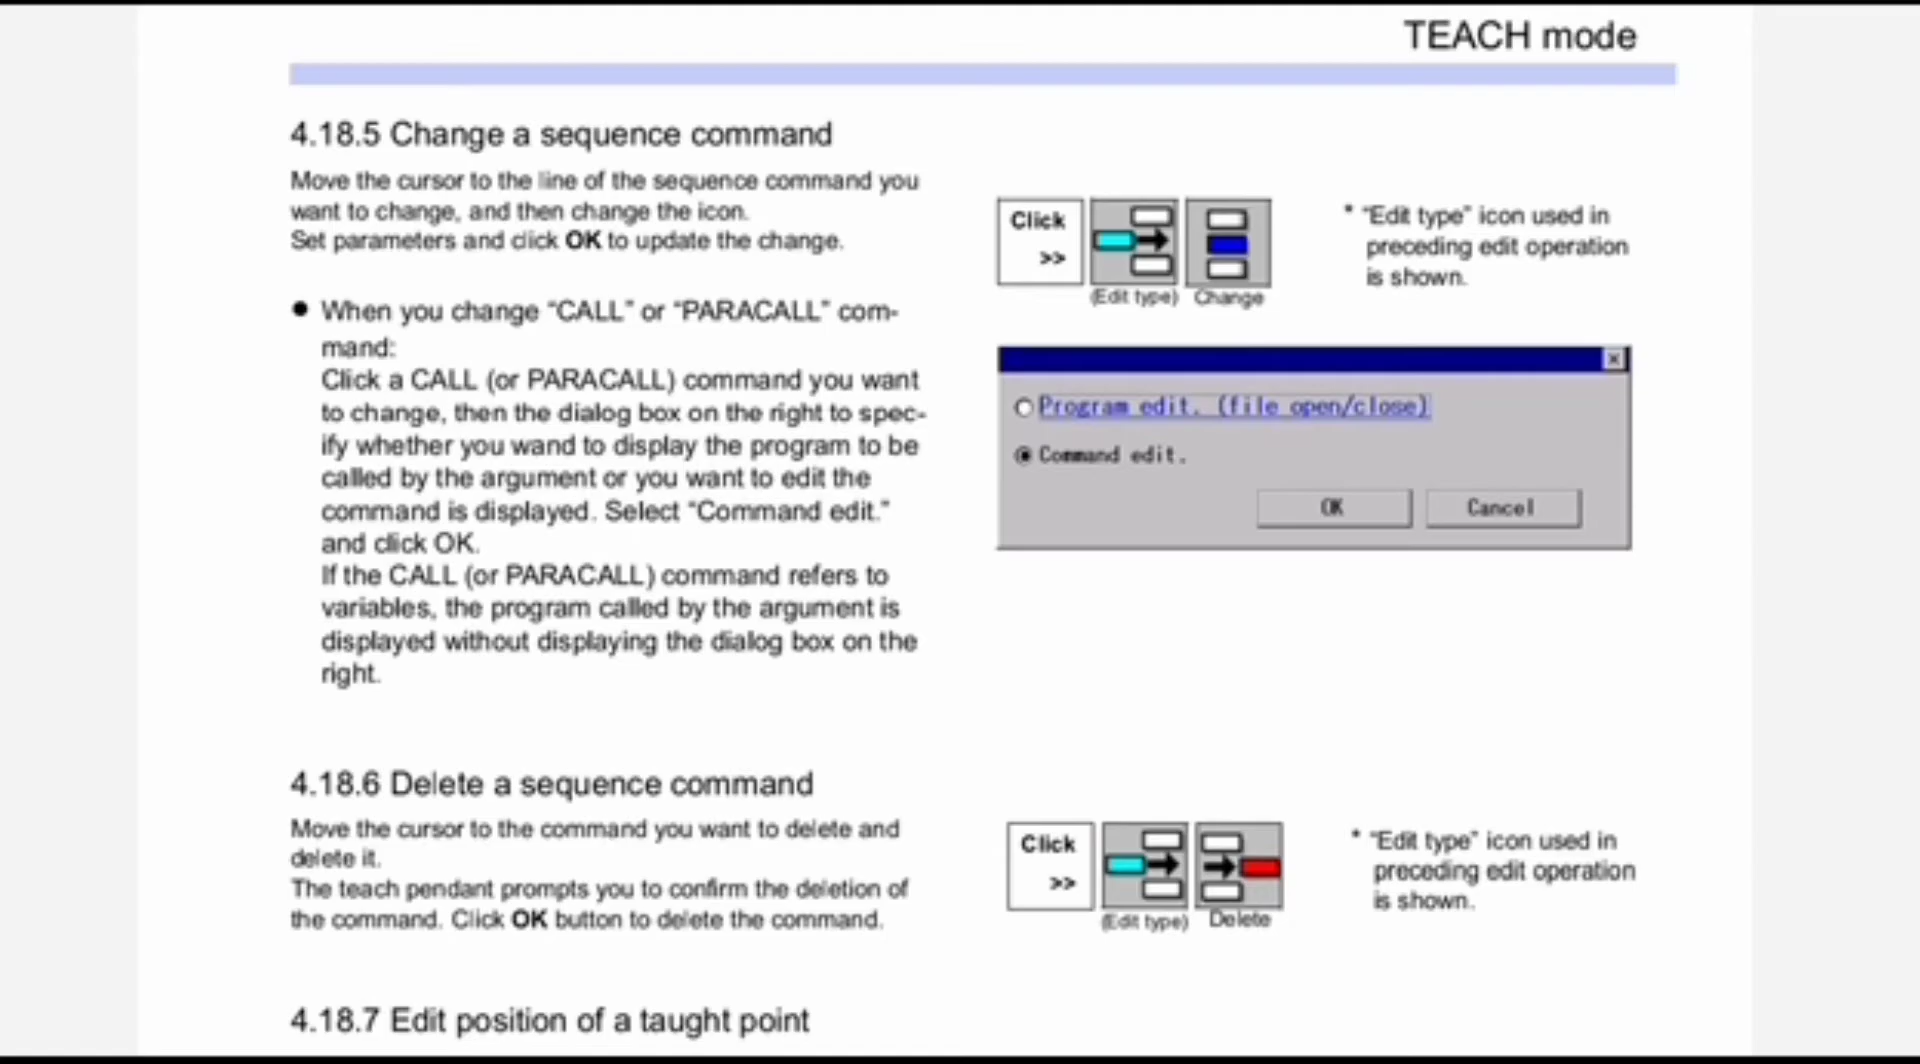 TEACH mode
4.18.5 Change a sequence command
Move the cursor to the line of the sequence command you
want to change, and then change the icon.
Set parameters and click OK to update the change.
Click
>>
(Edit type)
Change
* “Edit type” icon used in
preceding edit operation
is shown.
● When you change “CALL” or “PARACALL” com-
mand:
Click a CALL (or PARACALL) command you want
to change, then the dialog box on the right to spec-
ify whether you wand to display the program to be
called by the argument or you want to edit the
command is displayed. Select “Command edit.”
and click OK.
If the CALL (or PARACALL) command refers to
variables, the program called by the argument is
displayed without displaying the dialog box on the
right.
Program edit. (file open/close)
Command edit.
OK
Cancel
4.18.6 Delete a sequence command
Move the cursor to the command you want to delete and
delete it.
The teach pendant prompts you to confirm the deletion of
the command. Click OK button to delete the command.
Click
>>
(Edit type)
Delete
* “Edit type” icon used in
preceding edit operation
is shown.
4.18.7 Edit position of a taught point